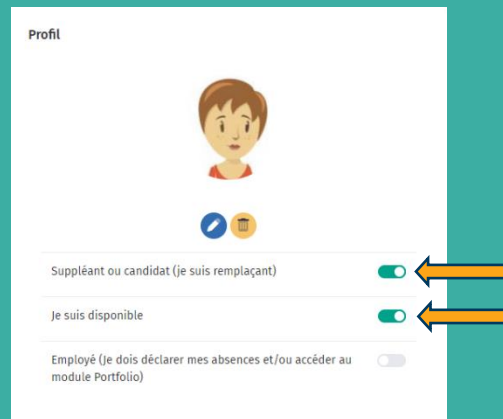 Profil
Suppléant ou candidat (je suis remplaçant)
Je suis disponible
Employé (Je dois déclarer mes absences et/ou accéder au
module Portfolio)